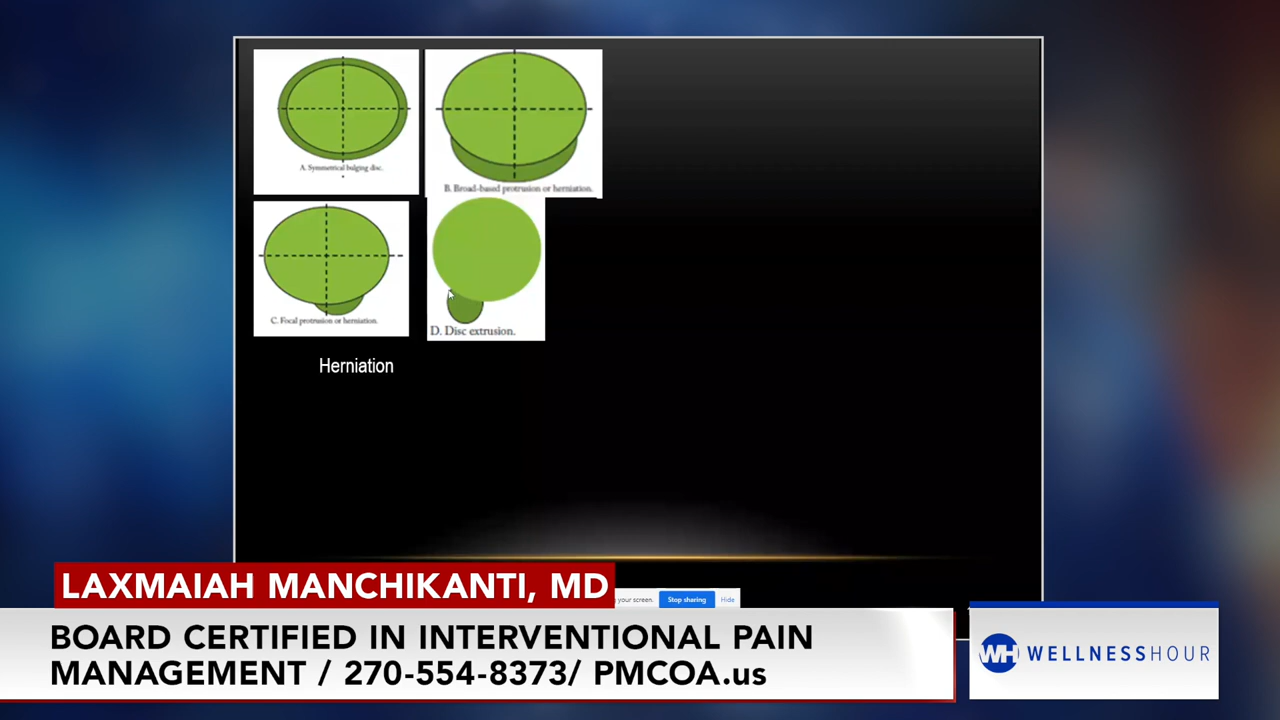 A. Symmetrical bulging disc.
B. Broad-based protrusion or herniation.
C. Focal protrusion or herniation.
D. Disc extrusion.
Herniation
your screen. Stop sharing Hide
LAXMAIAH MANCHIKANTI, MD
BOARD CERTIFIED IN INTERVENTIONAL PAIN
MANAGEMENT / 270-554-8373/ PMCOA.us
WH WELLNESSHOUR